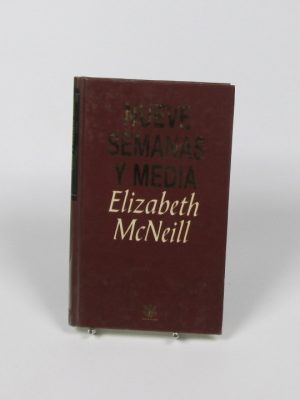 NUEVE
SEMANAS
Y MEDIA
Elizabeth
McNeill